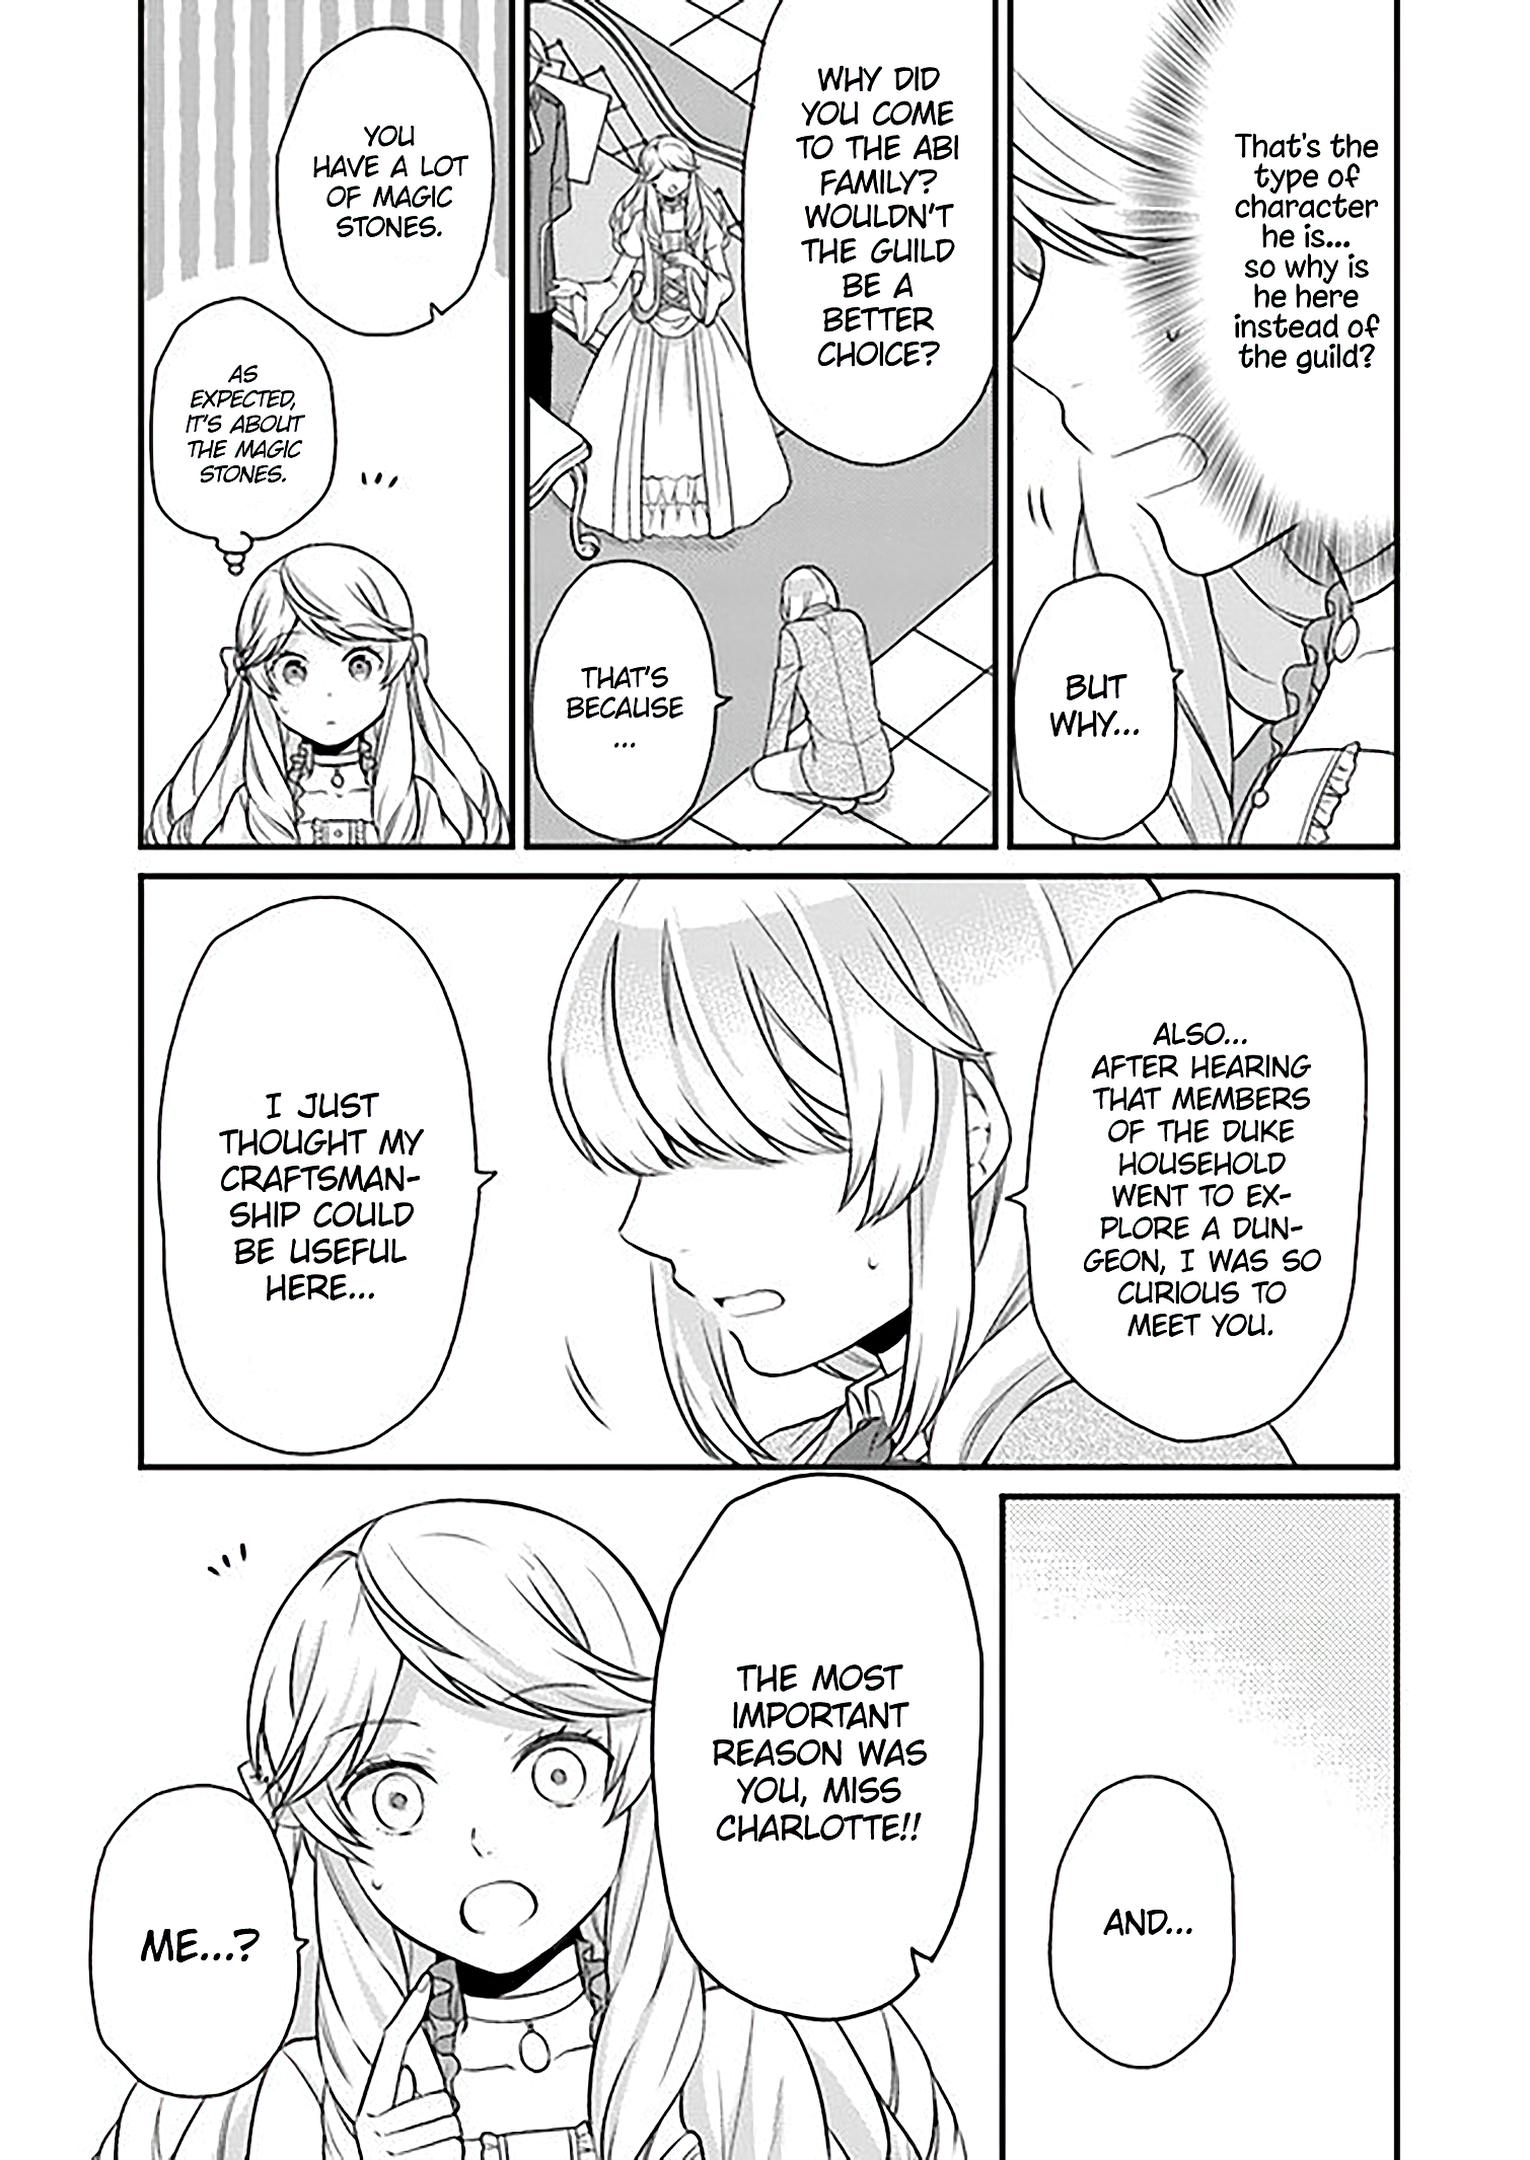 That's the
type of
character
he is...
so why is
he here
instead of
the guild?
BUT
WHY...
WHY DID
YOU COME
TO THE ABI
FAMILY?
WOULDN'T
THE GUILD
BE A
BETTER
CHOICE?
THAT'S
BECAUSE
...
YOU
HAVE A LOT
OF MAGIC
STONES.
AS
EXPECTED,
IT'S ABOUT
THE MAGIC
STONES.
ALSO...
AFTER HEARING
THAT MEMBERS
OF THE DUKE
HOUSEHOLD
WENT TO EX-
PLORE A DUN-
GEON, I WAS SO
CURIOUS TO
MEET YOU.
I JUST
THOUGHT MY
CRAFTSMAN-
SHIP COULD
BE USEFUL
HERE...
AND...
THE MOST
IMPORTANT
REASON WAS
YOU, MISS
CHARLOTTE!!
ME...?